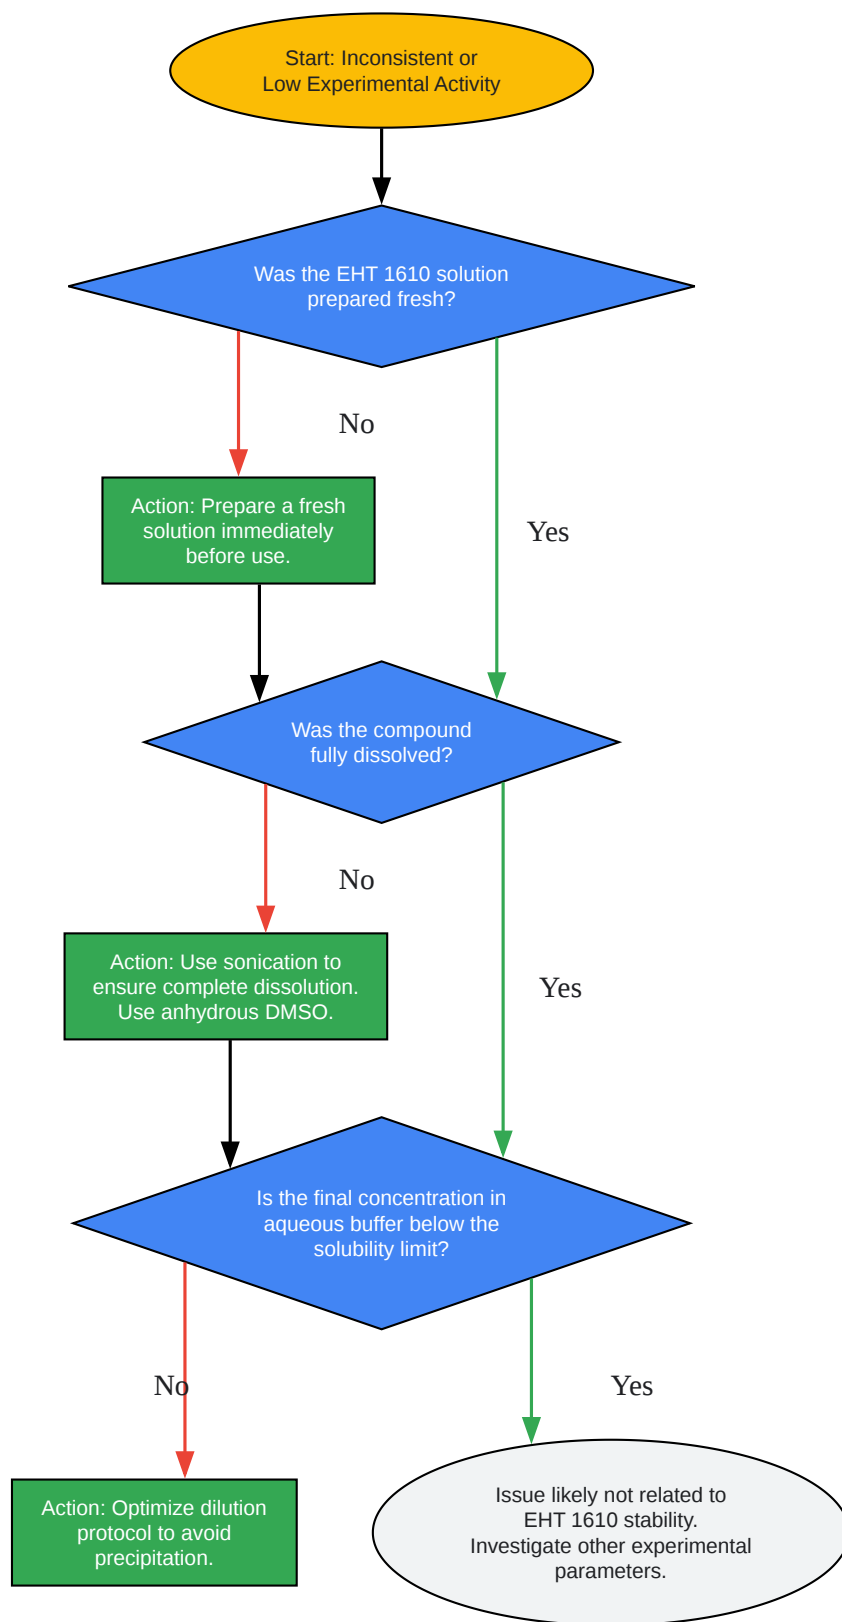 Start: Inconsistent or
Low Experimental Activity
Was the EHT 1610 solution
prepared fresh?
No
Action: Prepare a fresh
solution immediately
before use.
Yes
Was the compound
fully dissolved?
No
Action: Use sonication to
ensure complete dissolution.
Use anhydrous DMSO.
Yes
Is the final concentration in
aqueous buffer below the
solubility limit?
No
Yes
Action: Optimize dilution
protocol to avoid
precipitation.
Issue likely not related to
EHT 1610 stability.
Investigate other experimental
parameters.